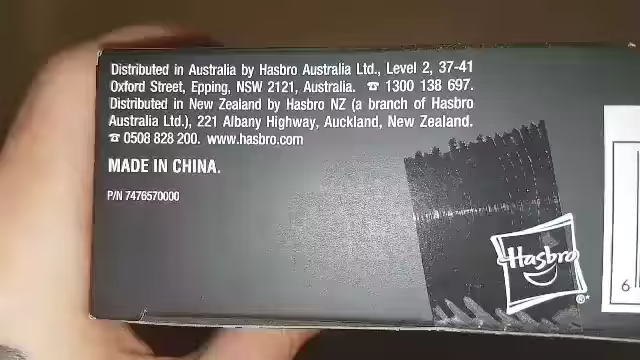 Distributed in Australia by Hasbro Australia Ltd., Level 2, 37-41
Oxford Street, Epping, NSW 2121, Australia. ☎ 1300 138 697.
Distributed in New Zealand by Hasbro NZ (a branch of Hasbro
Australia Ltd.), 221 Albany Highway, Auckland, New Zealand.
☎ 0508 828 200. www.hasbro.com
MADE IN CHINA.
P/N 7476570000
Hasbro
®*
6